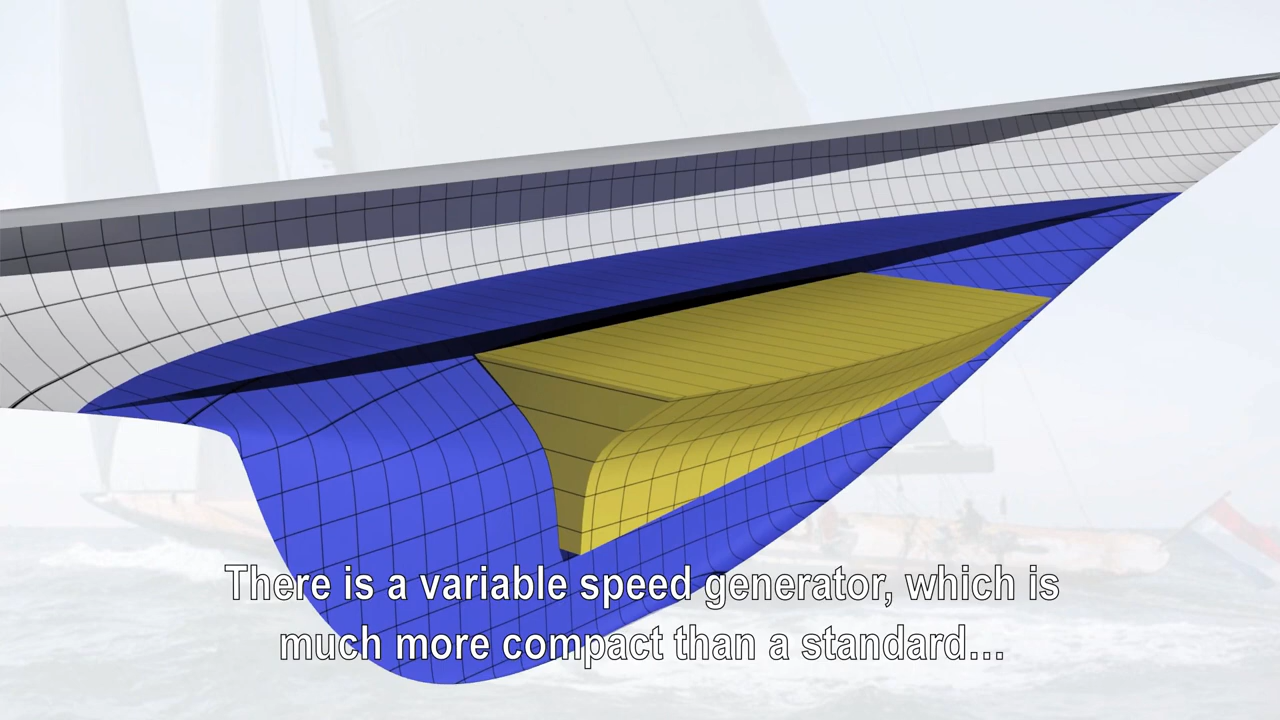 There is a variable speed generator, which is
much more compact than a standard...